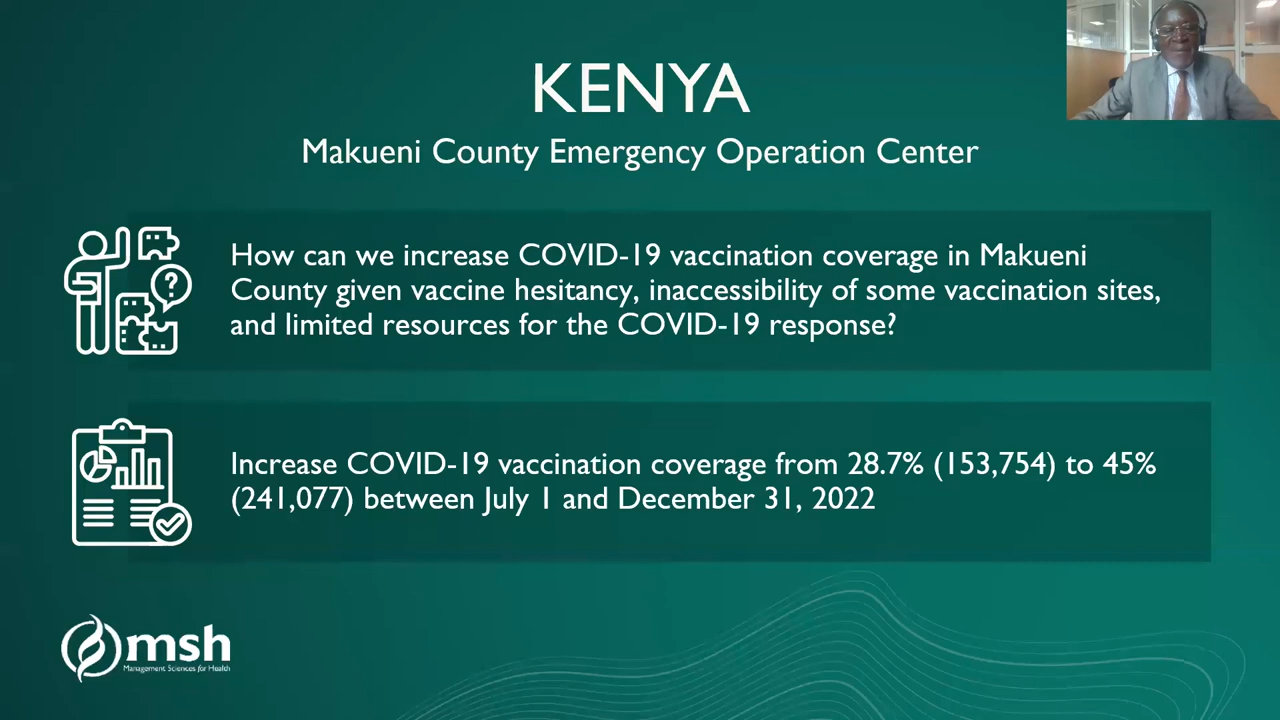 KENYA
Makueni County Emergency Operation Center
How can we increase COVID-19 vaccination coverage in Makueni
County given vaccine hesitancy, inaccessibility of some vaccination sites,
and limited resources for the COVID-19 response?
?
Increase COVID-19 vaccination coverage from 28.7% (153,754) to 45%
(241,077) between July 1 and December 31, 2022
msh
Management Sciences for Health